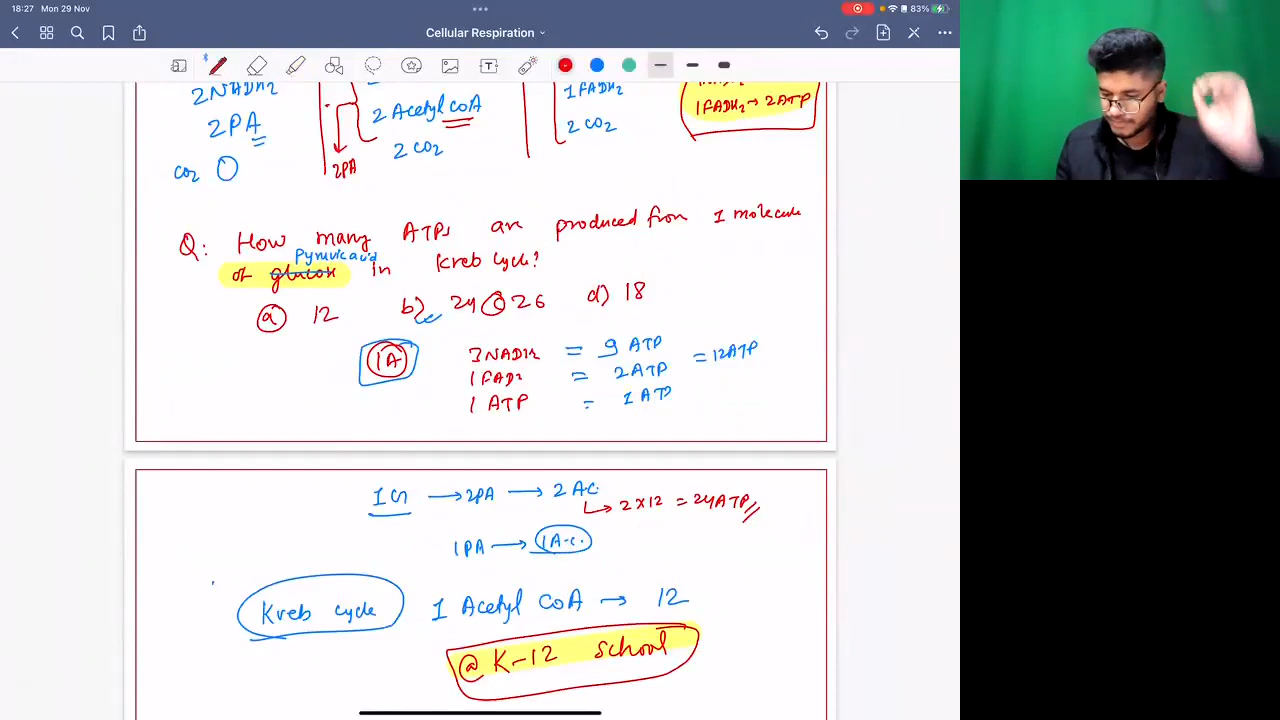 18:27 Mon 29 Nov
83%
Cellular Respiration
2NADH2
2PA
CO2 O
2PA
2 Acetyl CoA
2 CO2
1FADH2
2 CO2
1FADH2 → 2ATP
Q: How many ATPs are produced from 1 molecule
Pyruvic acid
of glucose in Kreb cycle?
a) 12 b) 24 c) 26 d) 18
1A
3NADH2 = 9 ATP = 12ATP
1 FAD2 = 2ATP
1 ATP = 1 ATP
1G → 2PA → 2 A.C.
→ 2 x 12 = 24ATP//
1PA → 1A.C.
Kreb cycle 1 Acetyl CoA → 12
@ K-12 School